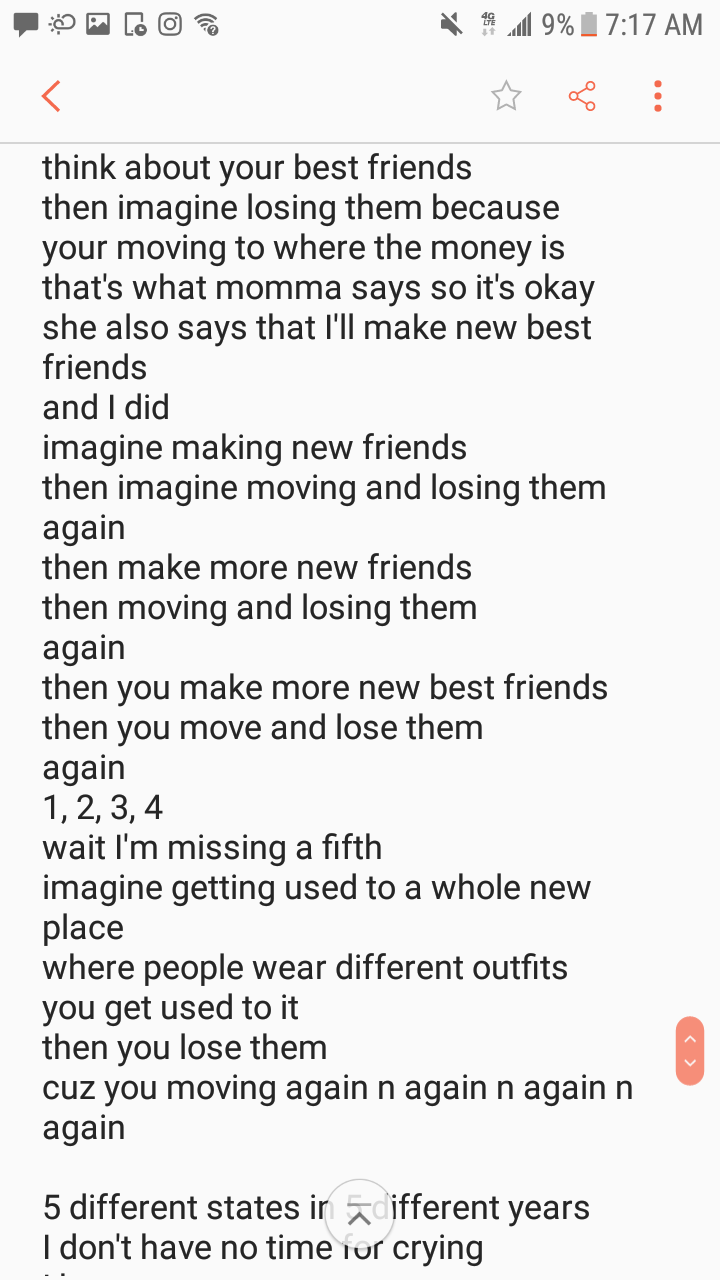 4G
LTE
9%
7:17 AM
think about your best friends
then imagine losing them because
your moving to where the money is
that's what momma says so it's okay
she also says that I'll make new best
friends
and I did
imagine making new friends
then imagine moving and losing them
again
then make more new friends
then moving and losing them
again
then you make more new best friends
then you move and lose them
again
1, 2, 3, 4
wait I'm missing a fifth
imagine getting used to a whole new
place
where people wear different outfits
you get used to it
then you lose them
cuz you moving again n again n again n
again
5 different states in 5 different years
I don't have no time for crying